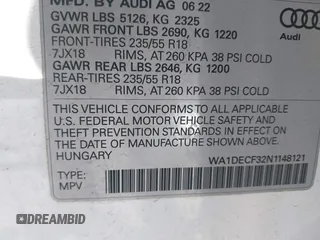 MFD. BY AUDI AG 06 22
GVWR LBS 5126, KG 2325
GAWR FRONT LBS 2690, KG 1220
FRONT-TIRES 235/55 R18
7JX18 RIMS, AT 260 KPA 38 PSI COLD
GAWR REAR LBS 2646, KG 1200
REAR-TIRES 235/55 R18
7JX18 RIMS, AT 260 KPA 38 PSI COLD
THIS VEHICLE CONFORMS TO ALL APPLICABLE
U.S. FEDERAL MOTOR VEHICLE SAFETY, BUMPER AND
THEFT PREVENTION STANDARDS IN EFFECT ON THE
DATE OF MANUFACTURE SHOWN ABOVE.
HUNGARY WA1DECF32N1148121
TYPE:
MPV
Audi
DREAMBID